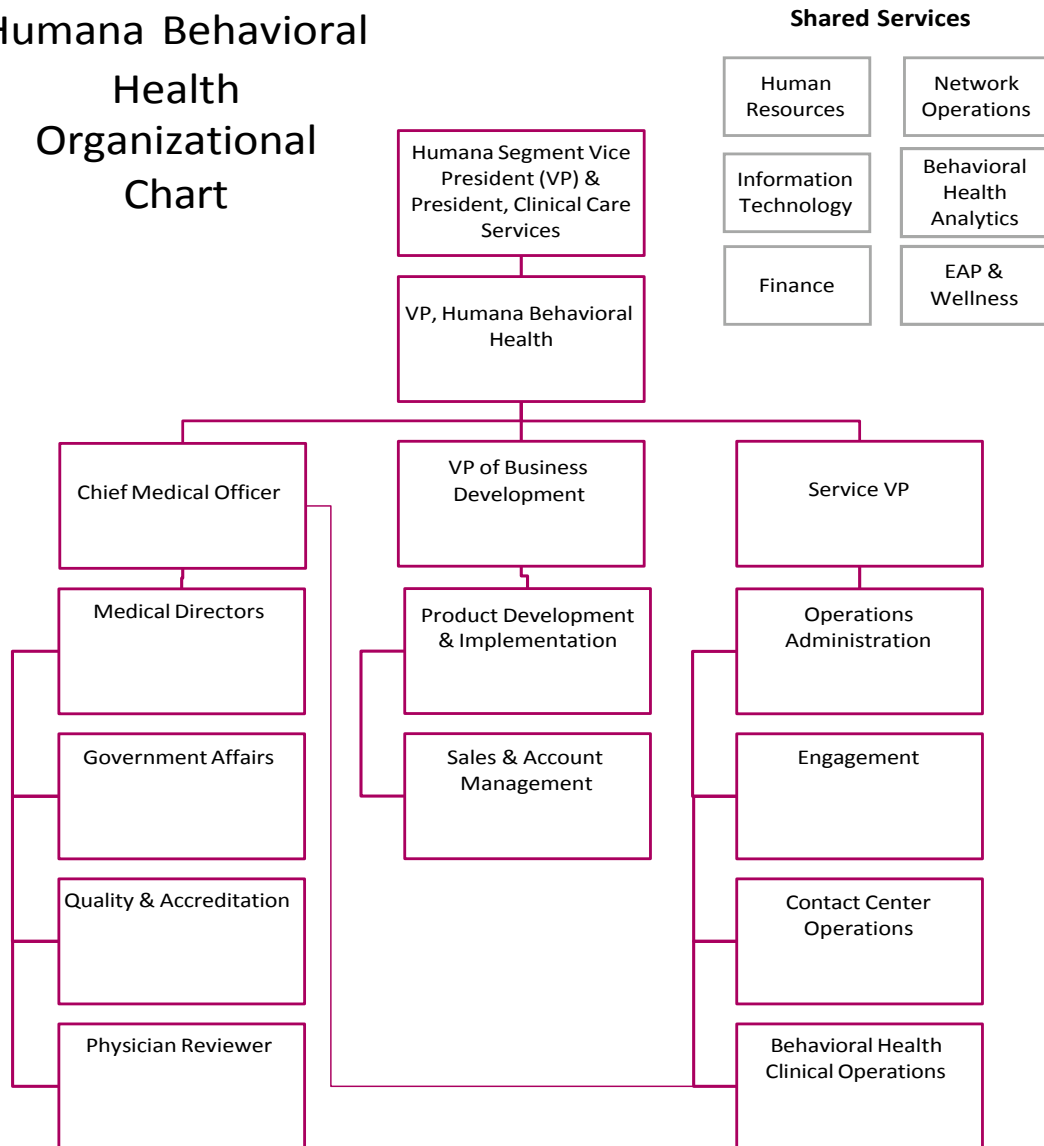 Humana Behavioral
Health
Organizational
Chart
Shared Services
Human
Resources
Network
Operations
Information
Technology
Behavioral
Health
Analytics
Finance
EAP &
Wellness
Humana Segment Vice
President (VP) &
President, Clinical Care
Services
VP, Humana Behavioral
Health
Chief Medical Officer
VP of Business
Development
Service VP
Medical Directors
Product Development
& Implementation
Operations
Administration
Government Affairs
Sales & Account
Management
Engagement
Quality & Accreditation
Contact Center
Operations
Physician Reviewer
Behavioral Health
Clinical Operations